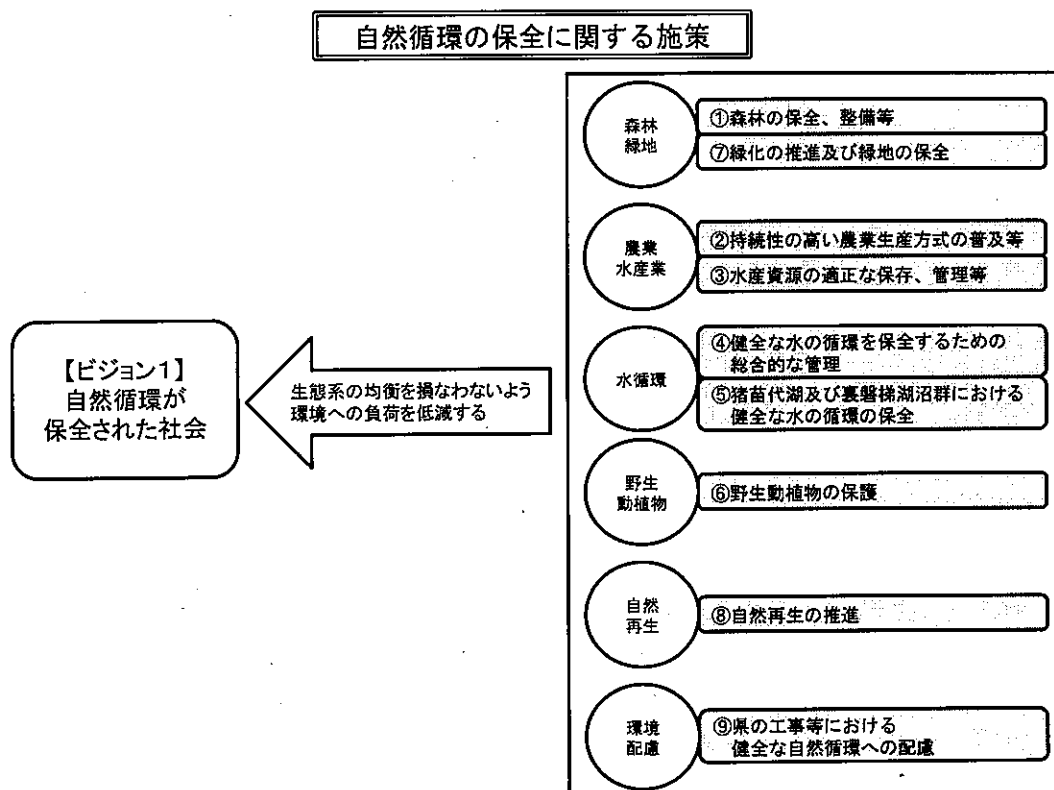 自然循環の保全に関する施策
森林
緑地
①森林の保全、整備等
⑦緑化の推進及び緑地の保全
農業
水産業
②持続性の高い農業生産方式の普及等
③水産資源の適正な保存、管理等
水循環
④健全な水の循環を保全するための
総合的な管理
⑤猪苗代湖及び裏磐梯湖沼群における
健全な水の循環の保全
【ビジョン1】
自然循環が
保全された社会
生態系の均衡を損なわないよう
環境への負荷を低減する
野生
動植物
⑥野生動植物の保護
自然
再生
⑧自然再生の推進
環境
配慮
⑨県の工事等における
健全な自然循環への配慮